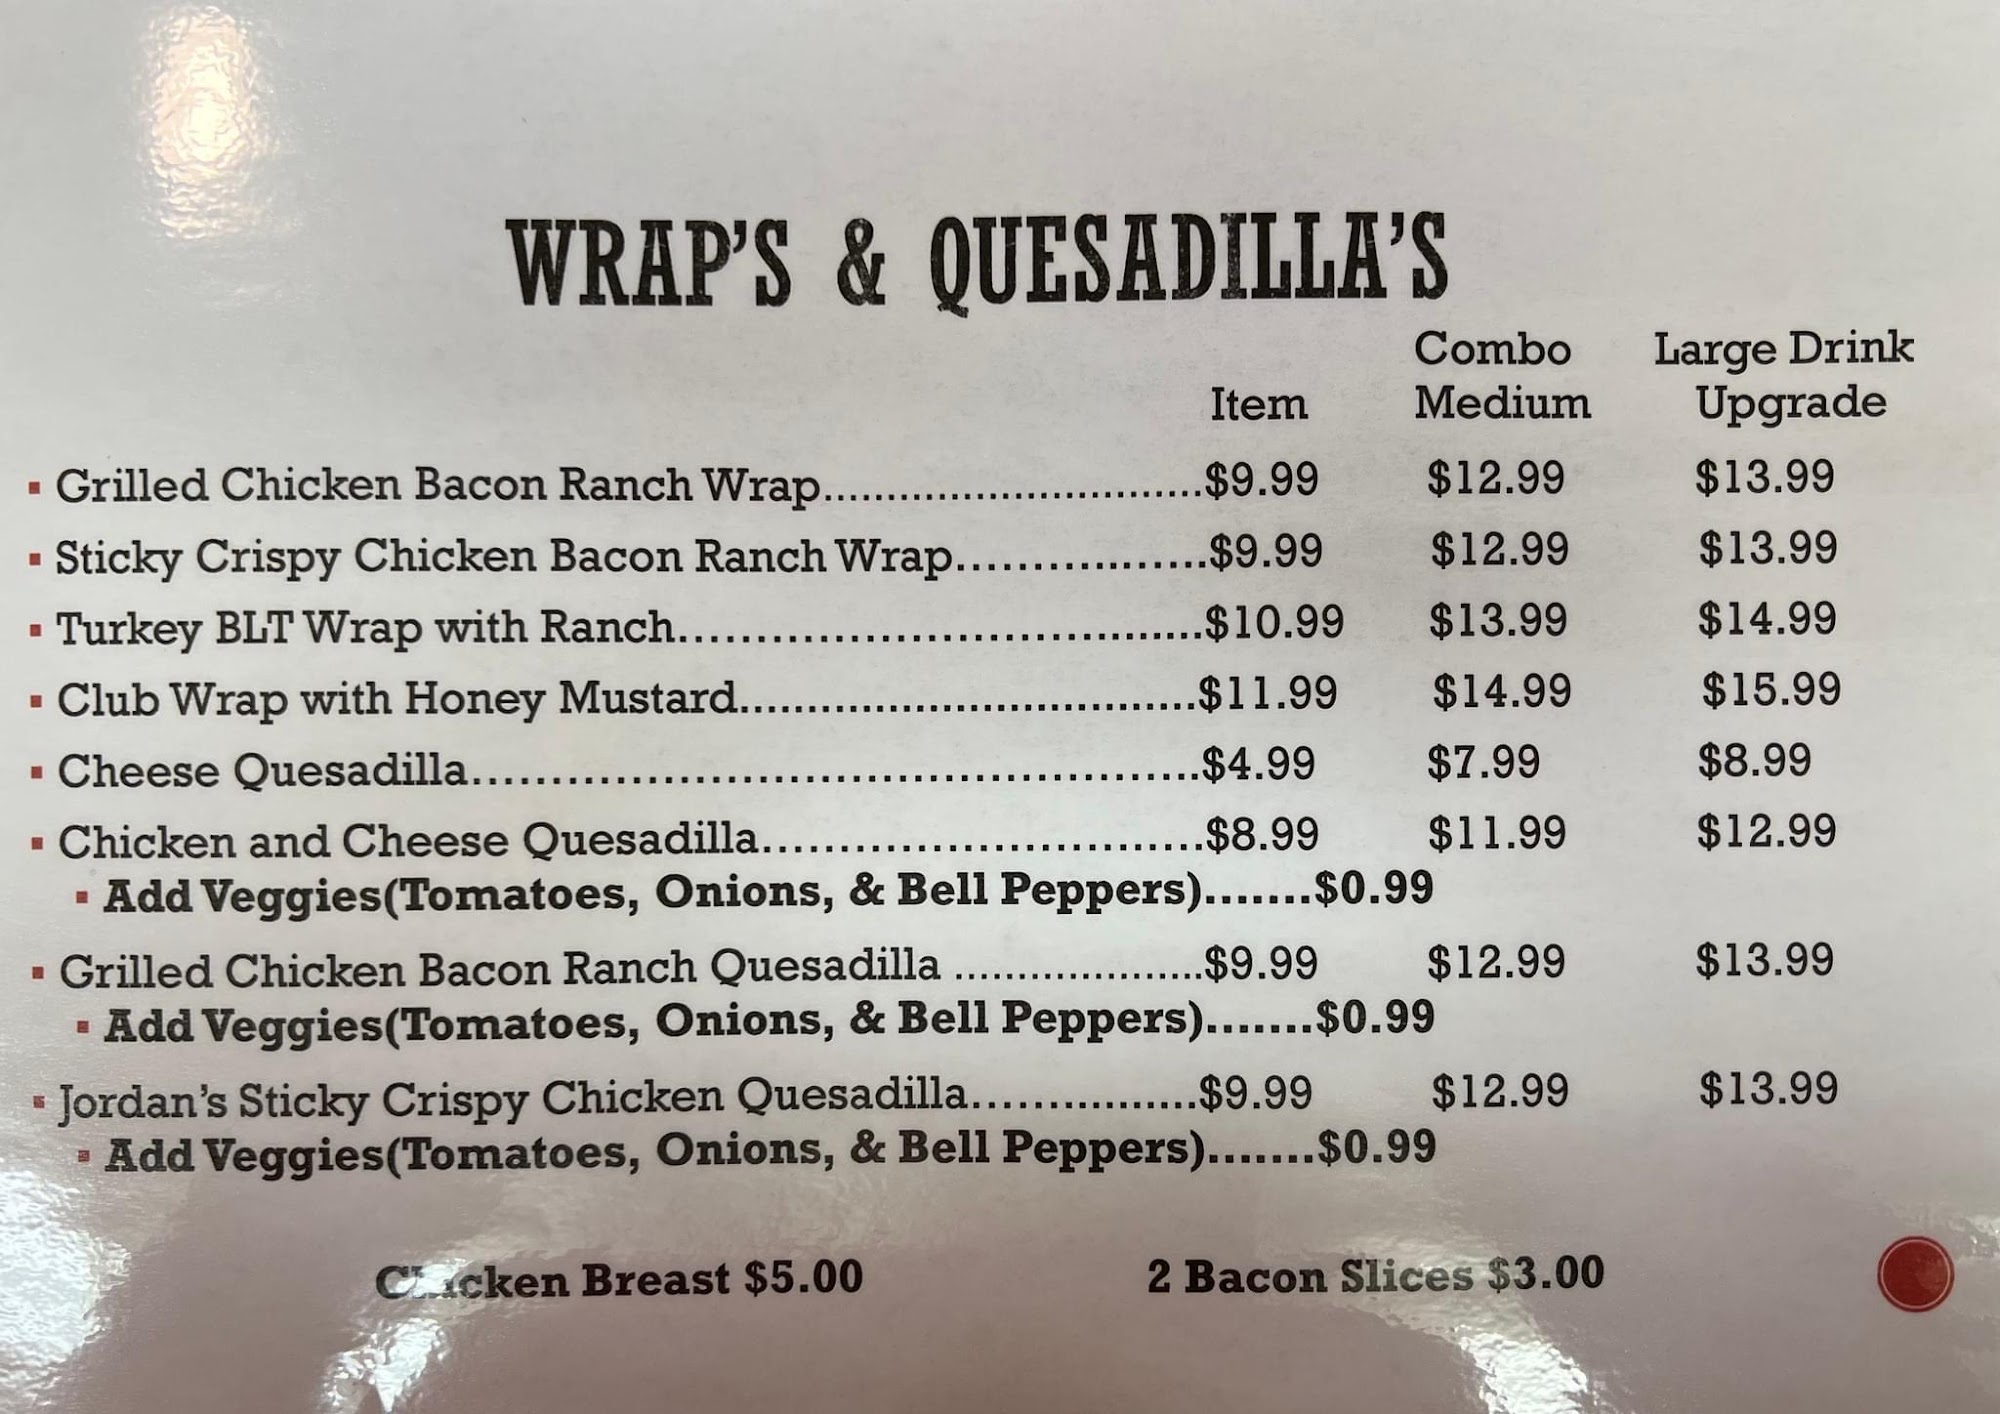 WRAP'S & QUESADILLA'S
Combo Large Drink
Item Medium Upgrade
▪ Grilled Chicken Bacon Ranch Wrap..............................$9.99 $12.99 $13.99
▪ Sticky Crispy Chicken Bacon Ranch Wrap.................$9.99 $12.99 $13.99
▪ Turkey BLT Wrap with Ranch..................................$10.99 $13.99 $14.99
▪ Club Wrap with Honey Mustard...................................$11.99 $14.99 $15.99
▪ Cheese Quesadilla...............................................$4.99 $7.99 $8.99
▪ Chicken and Cheese Quesadilla.............................$8.99 $11.99 $12.99
▪ Add Veggies(Tomatoes, Onions, & Bell Peppers).......$0.99
▪ Grilled Chicken Bacon Ranch Quesadilla ....................$9.99 $12.99 $13.99
▪ Add Veggies(Tomatoes, Onions, & Bell Peppers).......$0.99
▪ Jordan's Sticky Crispy Chicken Quesadilla................$9.99 $12.99 $13.99
▪ Add Veggies(Tomatoes, Onions, & Bell Peppers).......$0.99
Chicken Breast $5.00 2 Bacon Slices $3.00